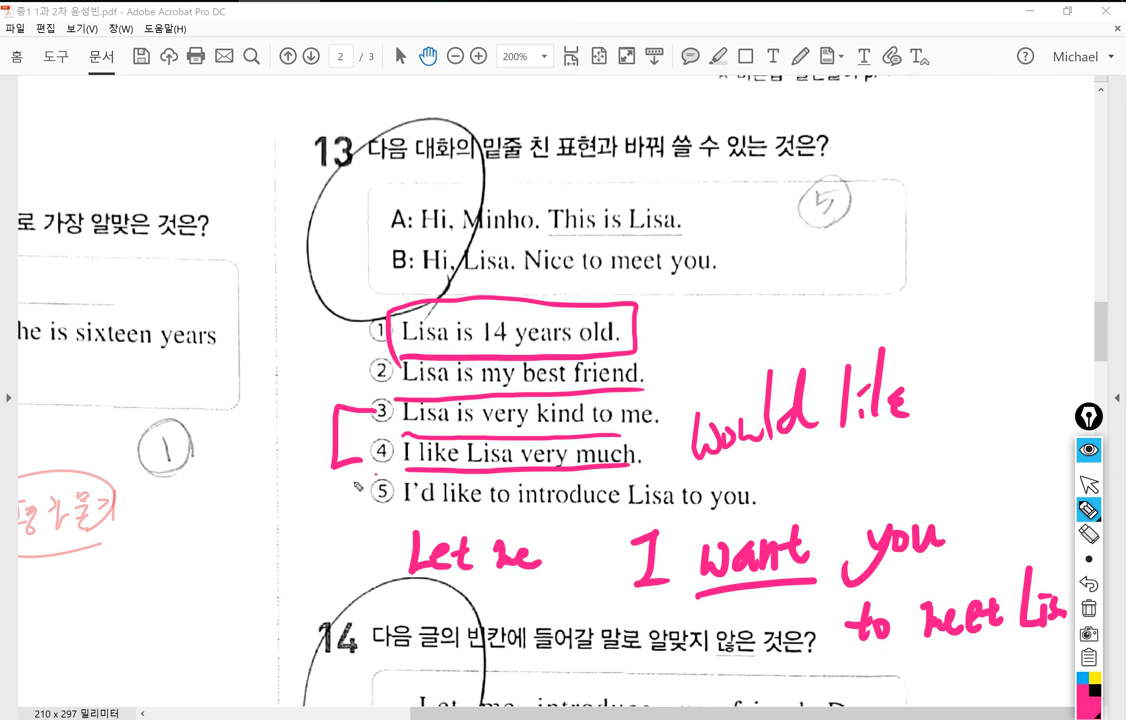 중1 1과 2차 윤성빈.pdf - Adobe Acrobat Pro DC
파일 편집 보기(V) 창(W) 도움말(H)
홈 도구 문서 2 / 3 200% Michael
13 다음 대화의 밑줄 친 표현과 바꿔 쓸 수 있는 것은?
5
A: Hi, Minho. This is Lisa.
B: Hi, Lisa. Nice to meet you.
① Lisa is 14 years old.
② Lisa is my best friend.
③ Lisa is very kind to me.
④ I like Lisa very much.
⑤ I'd like to introduce Lisa to you.
would like
Let me
I want you
to meet Lis
로 가장 알맞은 것은?
he is sixteen years
1
14 다음 글의 빈칸에 들어갈 말로 알맞지 않은 것은?
Let me introduce my friend
210 x 297 밀리미터